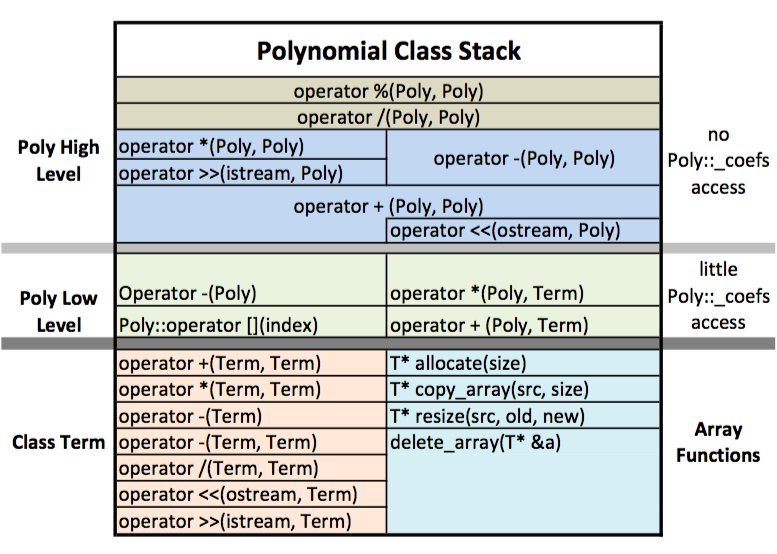 Polynomial Class Stack
operator %(Poly, Poly)
operator /(Poly, Poly)
Poly High
Level
operator *(Poly, Poly)
operator >>(istream, Poly)
operator -(Poly, Poly)
operator + (Poly, Poly)
operator <<(ostream, Poly)
no
Poly::_coefs
access
Poly Low
Level
Operator -(Poly)
operator *(Poly, Term)
Poly::operator [](index)
operator + (Poly, Term)
little
Poly::_coefs
access
Class Term
operator +(Term, Term)
operator *(Term, Term)
operator -(Term)
operator -(Term, Term)
operator /(Term, Term)
operator <<(ostream, Term)
operator >>(istream, Term)
T* allocate(size)
T* copy_array(src, size)
T* resize(src, old, new)
delete_array(T* &a)
Array
Functions